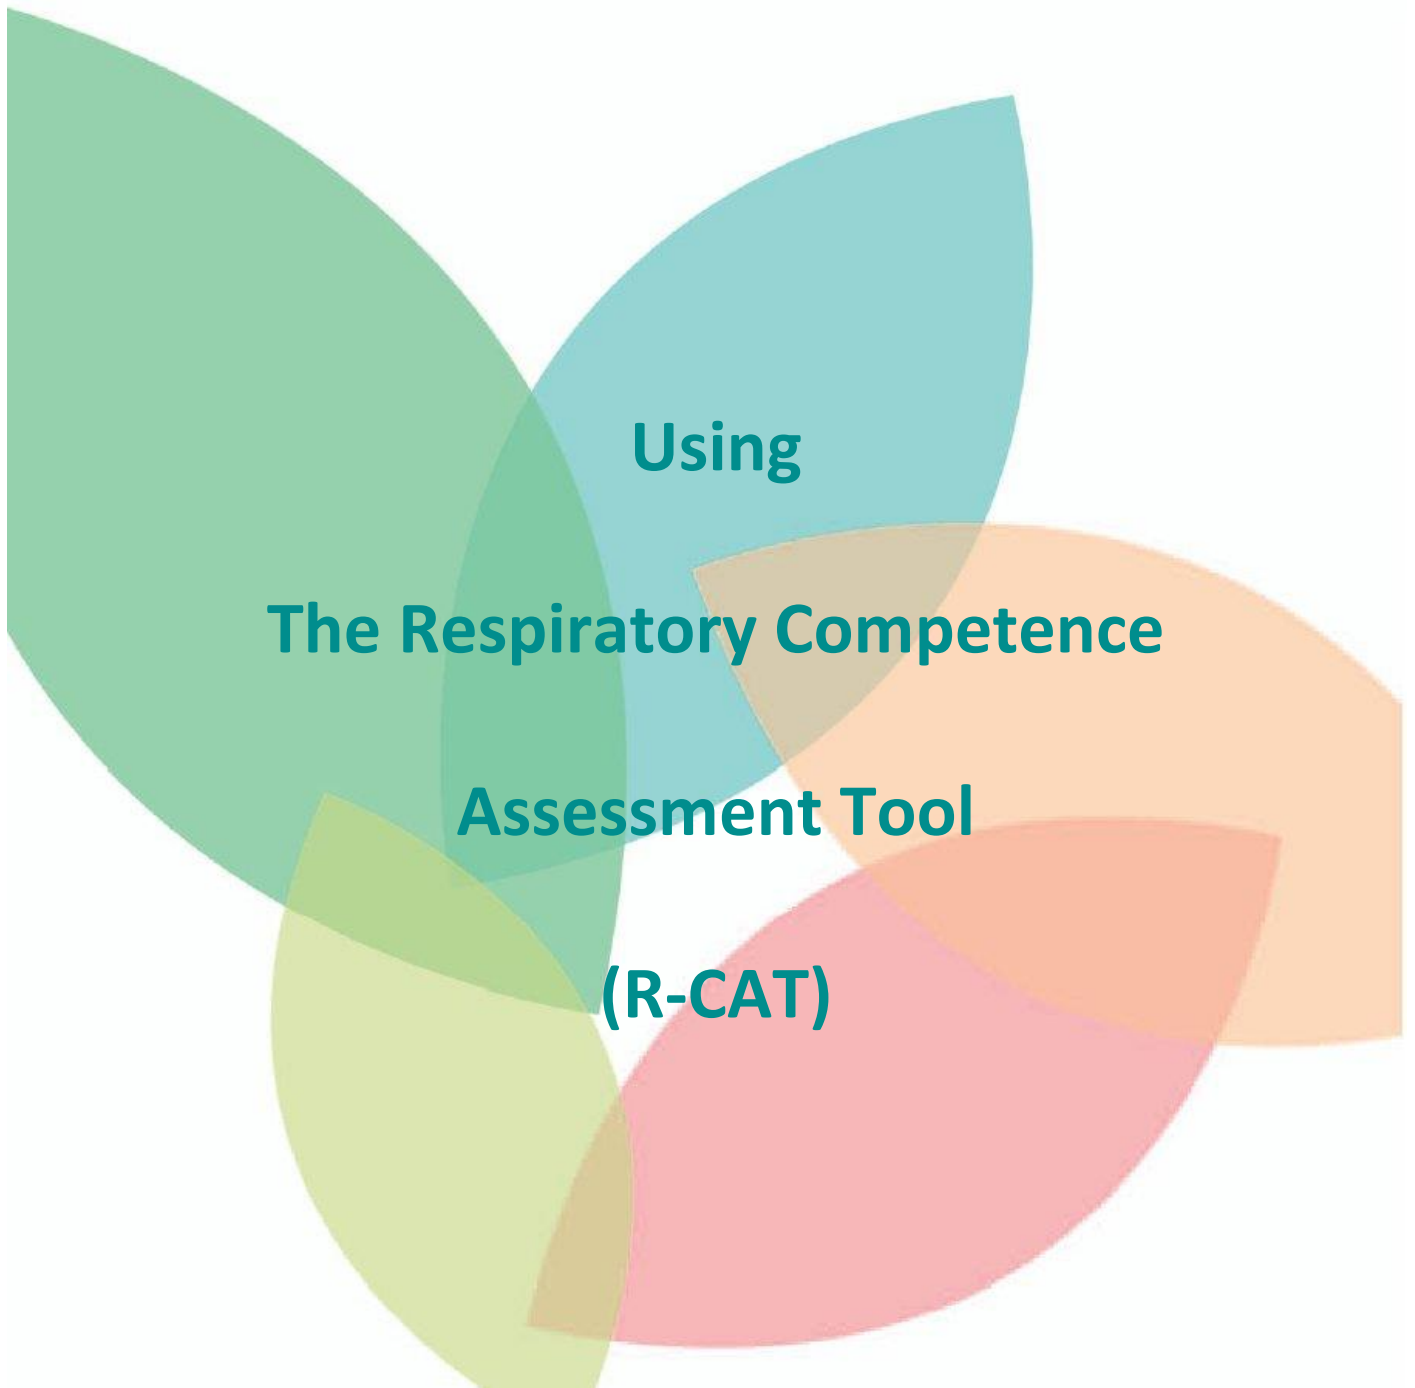 Using
The Respiratory Competence
Assessment Tool
(R-CAT)